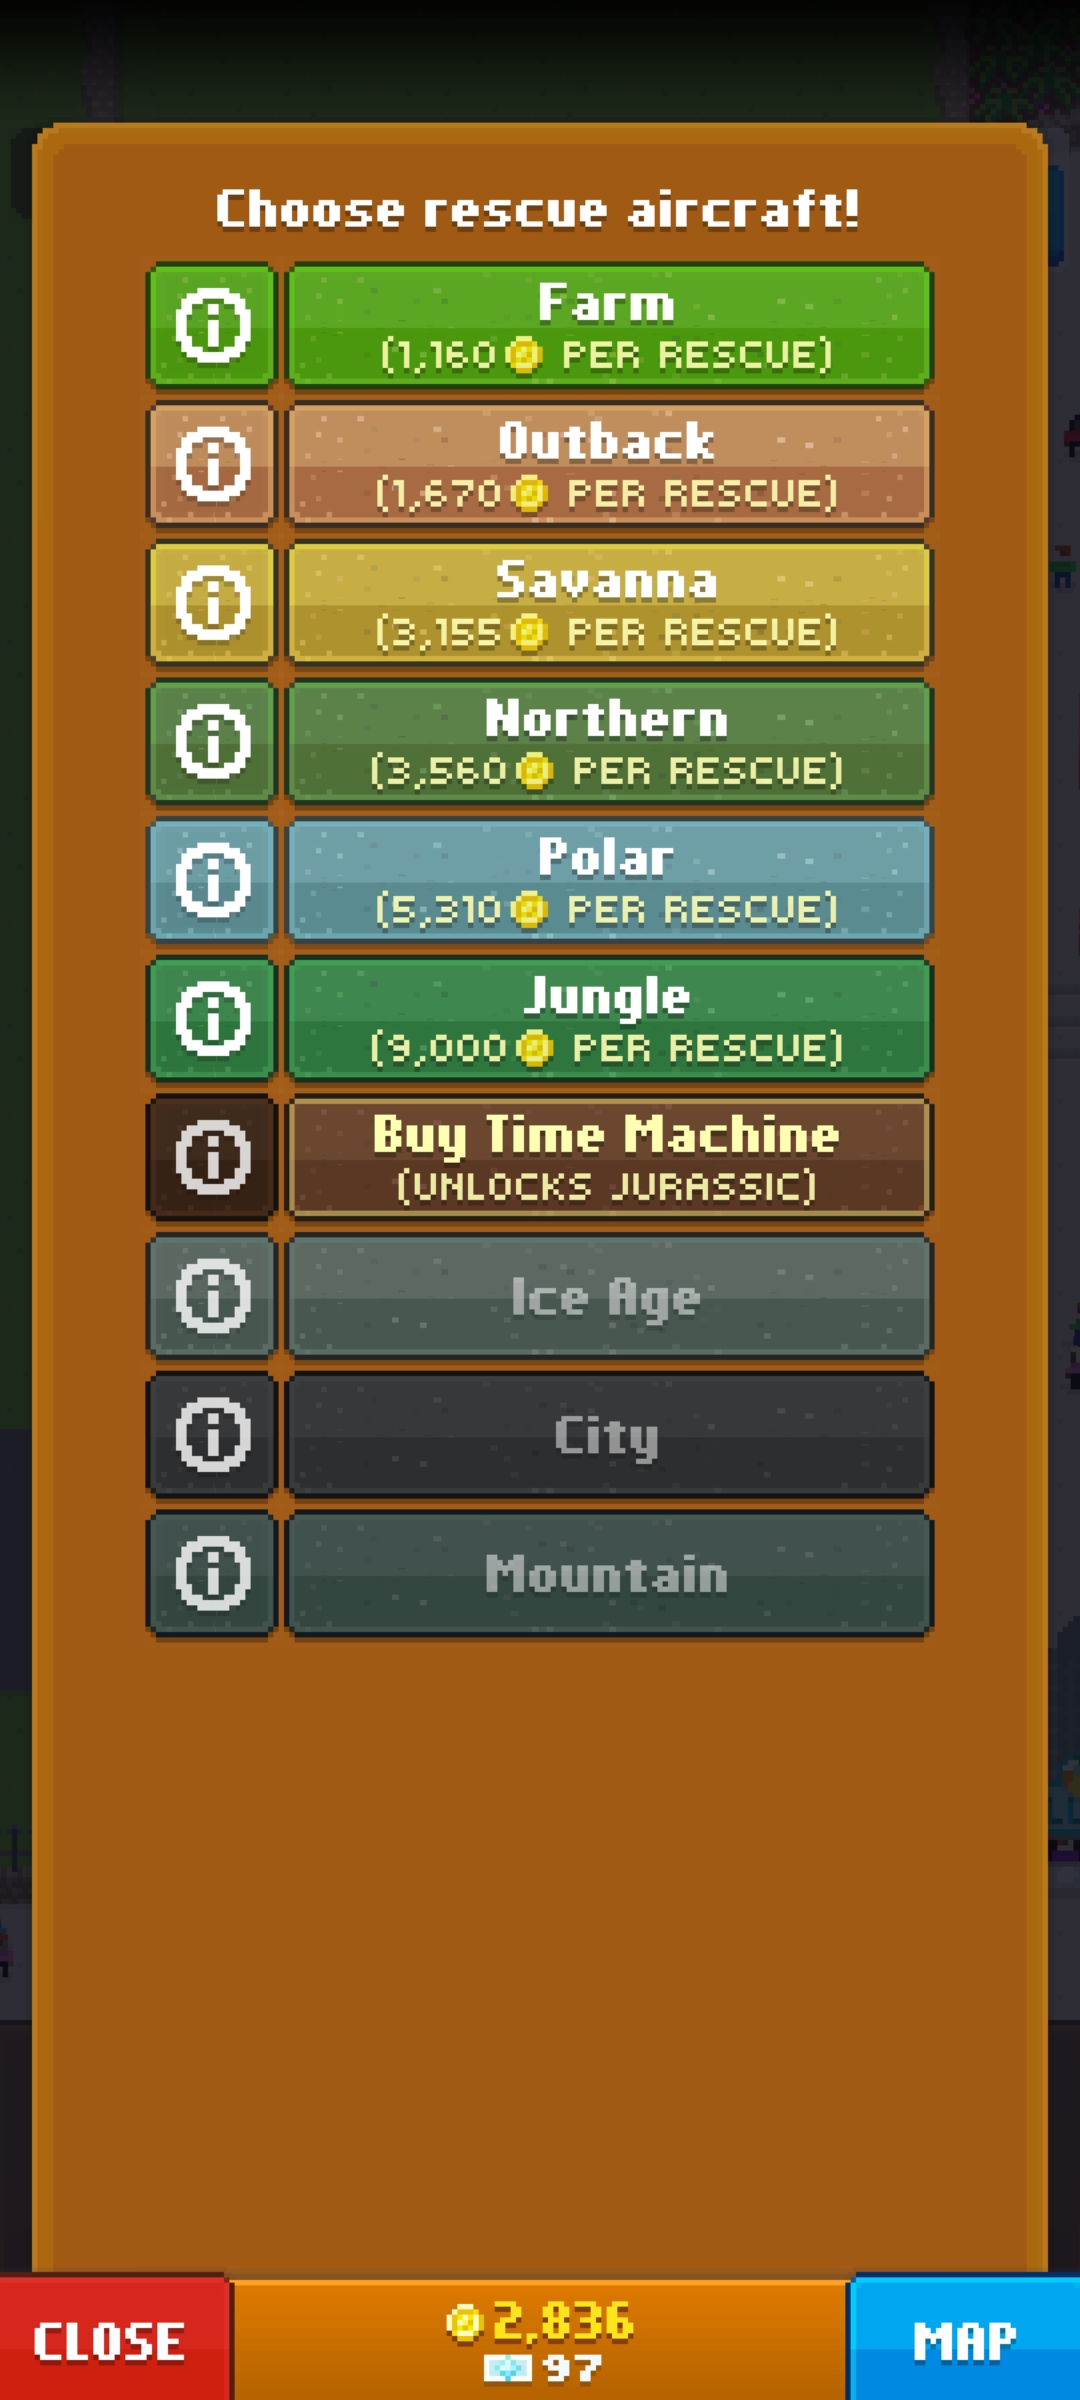 Choose rescue aircraft!
Farm
(1,160 PER RESCUE)
Outback
(1,670 PER RESCUE)
Savanna
(3,155 PER RESCUE)
Northern
(3,560 PER RESCUE)
Polar
(5,310 PER RESCUE)
Jungle
(9,000 PER RESCUE)
Buy Time Machine
(UNLOCKS JURASSIC)
Ice Age
City
Mountain
CLOSE
2,836
97
MAP